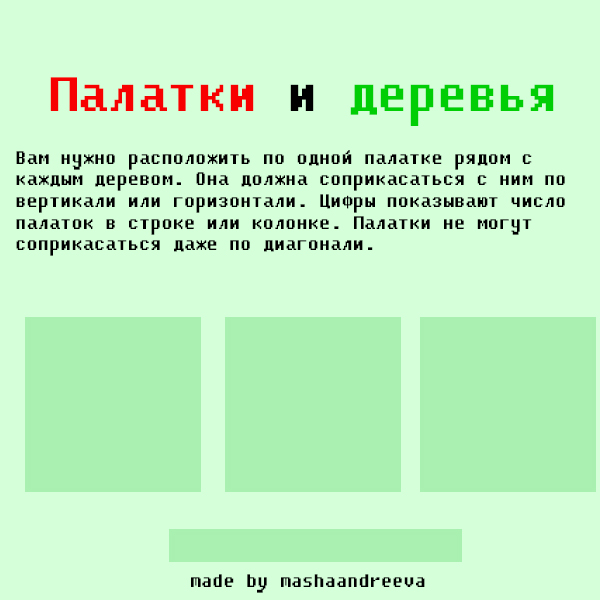 Палатки и деревья
Вам нужно расположить по одной палатке рядом с
каждым деревом. Она должна соприкасаться с ним по
вертикали или горизонтали. Цифры показывают число
палаток в строке или колонке. Палатки не могут
соприкасаться даже по диагонали.
made by mashaandreeva